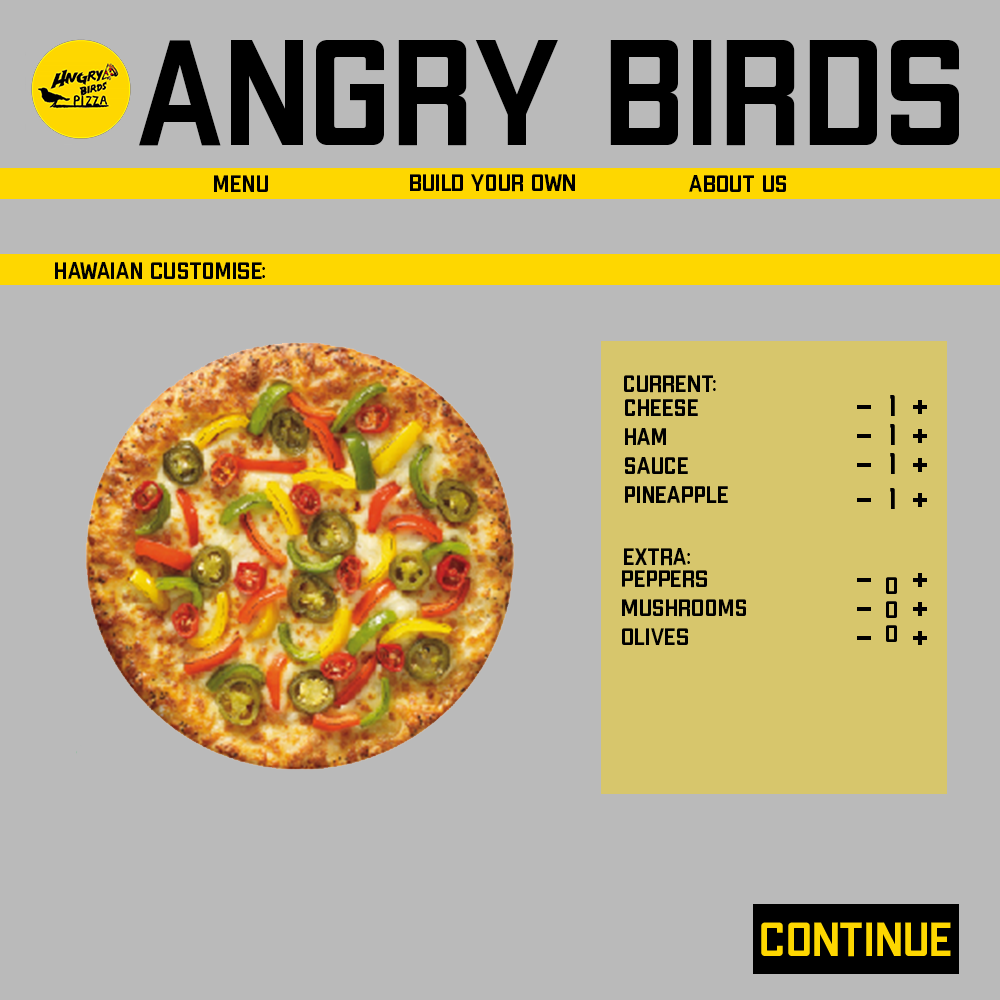 ANGRY BIRDS PIZZA
ANGRY BIRDS
MENU BUILD YOUR OWN ABOUT US
HAWAIAN CUSTOMISE:
CURRENT:
CHEESE - 1 +
HAM - 1 +
SAUCE - 1 +
PINEAPPLE - 1 +
EXTRA:
PEPPERS - 0 +
MUSHROOMS - 0 +
OLIVES - 0 +
CONTINUE